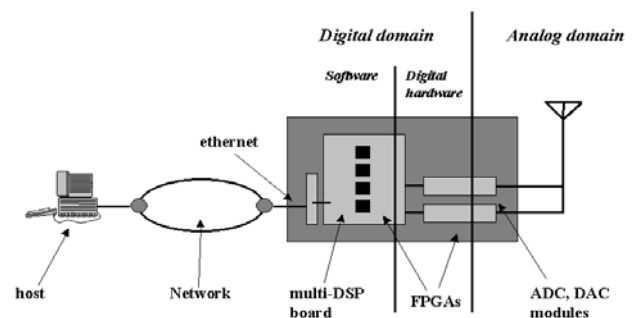 Digital domain
Analog domain
Software
Digital
hardware
ethernet
host
Network
multi-DSP
board
FPGAs
ADC, DAC
modules